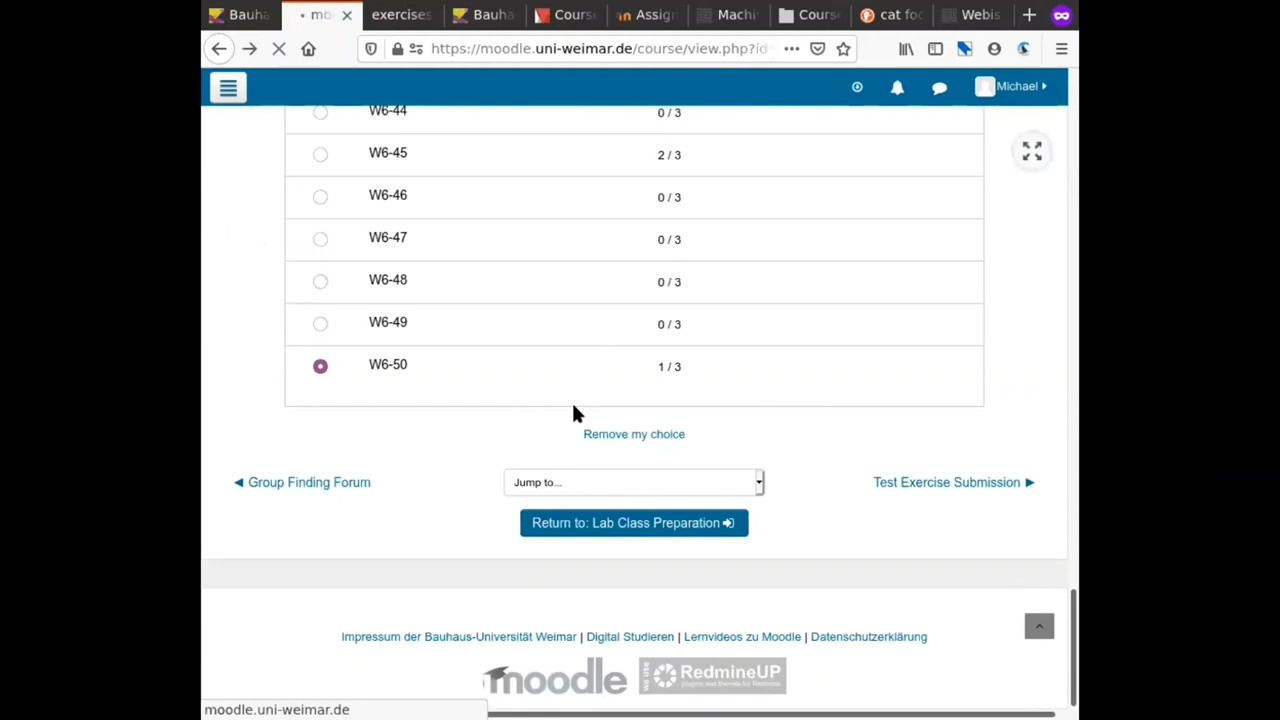 Bauha
mo
exercises
Bauha
Cours
Assign
Machi
Cours
cat foo
Webis
https://moodle.uni-weimar.de/course/view.php?id=
Michael
W6-44 0 / 3
W6-45 2 / 3
W6-46 0 / 3
W6-47 0 / 3
W6-48 0 / 3
W6-49 0 / 3
W6-50 1 / 3
Remove my choice
◄ Group Finding Forum
Jump to...
Test Exercise Submission ►
Return to: Lab Class Preparation
Impressum der Bauhaus-Universität Weimar | Digital Studieren | Lernvideos zu Moodle | Datenschutzerklärung
moodle
we use
RedmineUP
moodle.uni-weimar.de